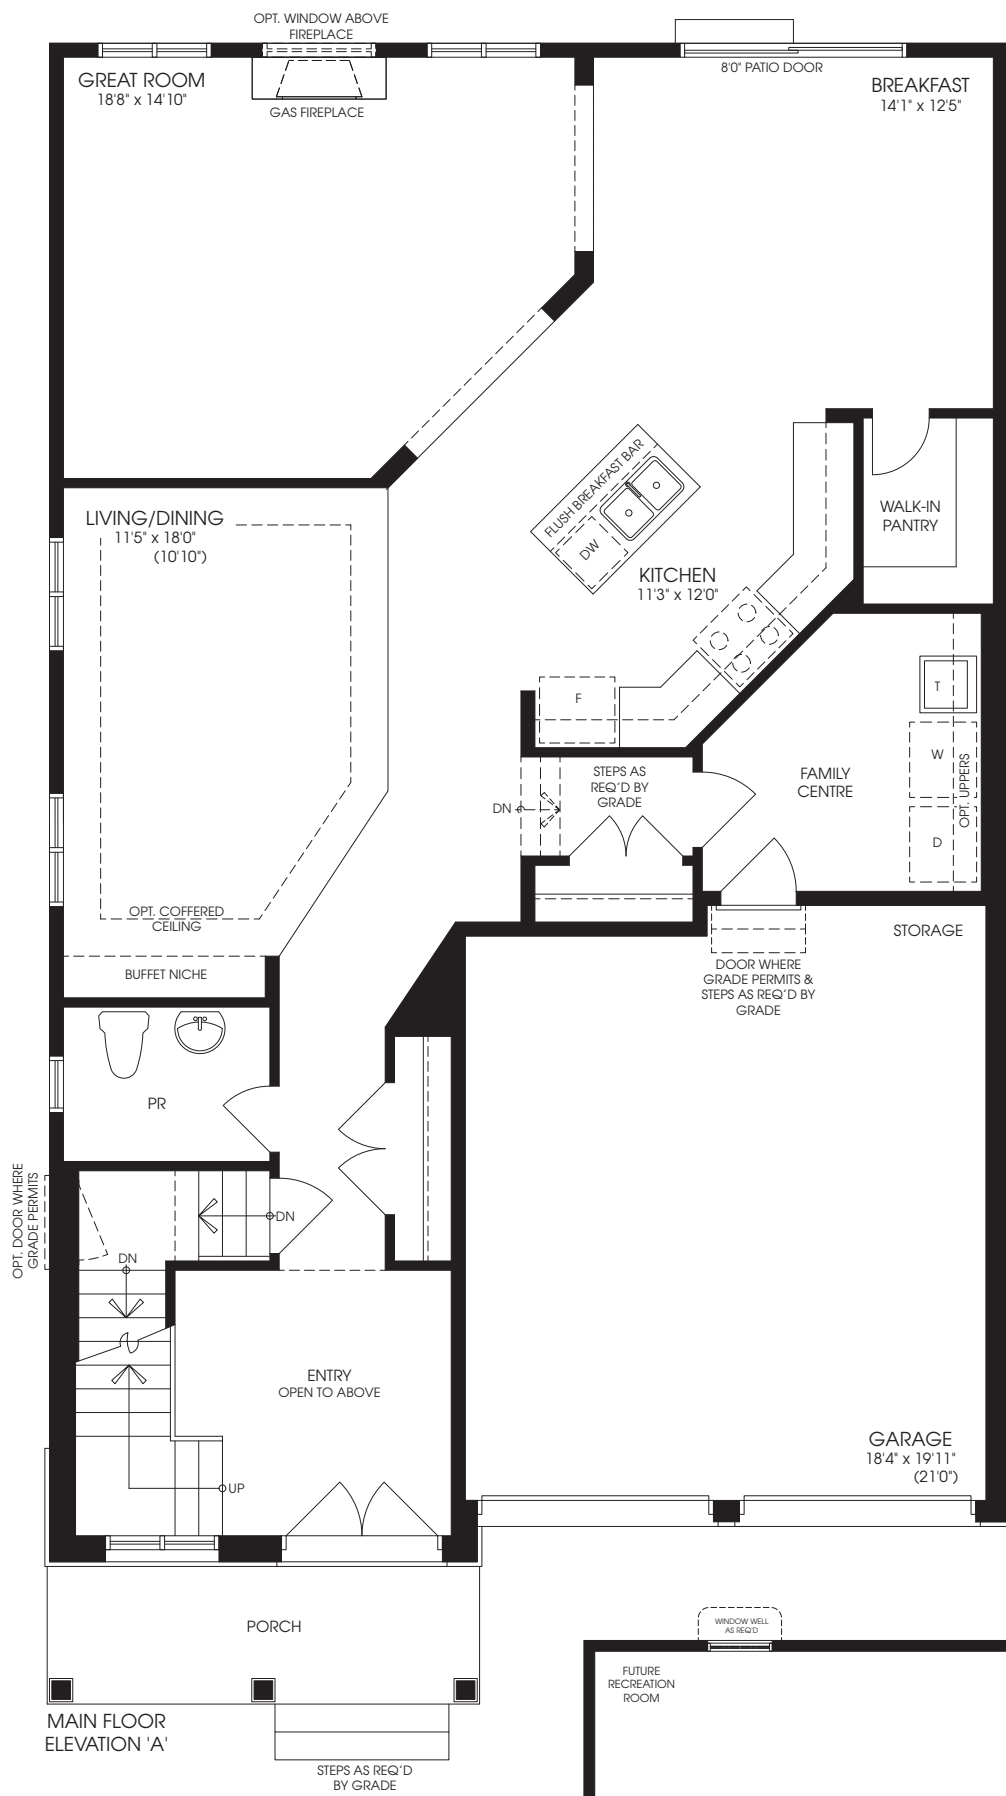 OPT. WINDOW ABOVE
FIREPLACE
GREAT ROOM
18'8" x 14'10"
GAS FIREPLACE
8'0" PATIO DOOR
BREAKFAST
14'1" x 12'5"
FLUSH BREAKFAST BAR
DW
WALK-IN
PANTRY
LIVING/DINING
11'5" x 18'0"
(10'10")
KITCHEN
11'3" x 12'0"
F
T
W
D
OPT. UPPERS
FAMILY
CENTRE
STEPS AS
REQ'D BY
GRADE
DN
OPT. COFFERED
CEILING
BUFFET NICHE
STORAGE
DOOR WHERE
GRADE PERMITS &
STEPS AS REQ'D BY
GRADE
PR
OPT. DOOR WHERE
GRADE PERMITS
DN
DN
ENTRY
OPEN TO ABOVE
UP
GARAGE
18'4" x 19'11"
(21'0")
PORCH
WINDOW WELL
AS REQ'D
FUTURE
RECREATION
ROOM
MAIN FLOOR
ELEVATION 'A'
STEPS AS REQ'D
BY GRADE